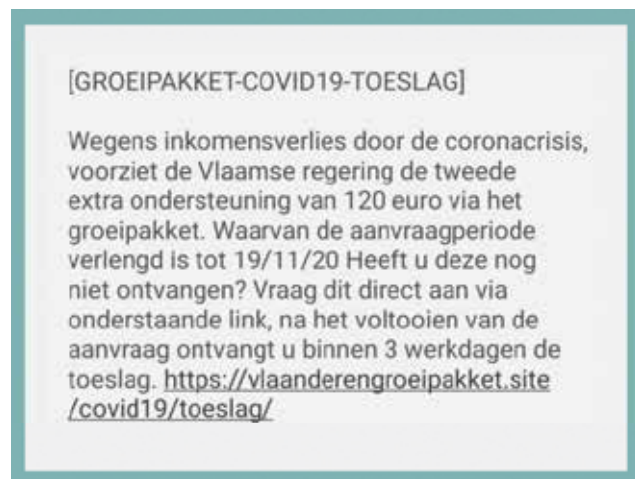 [GROEIPAKKET-COVID19-TOESLAG]
Wegens inkomensverlies door de coronacrisis,
voorziet de Vlaamse regering de tweede
extra ondersteuning van 120 euro via het
groeipakket. Waarvan de aanvraagperiode
verlengd is tot 19/11/20 Heeft u deze nog
niet ontvangen? Vraag dit direct aan via
onderstaande link, na het voltooien van de
aanvraag ontvangt u binnen 3 werkdagen de
toeslag. https://vlaanderengroeipakket.site
/covid19/toeslag/